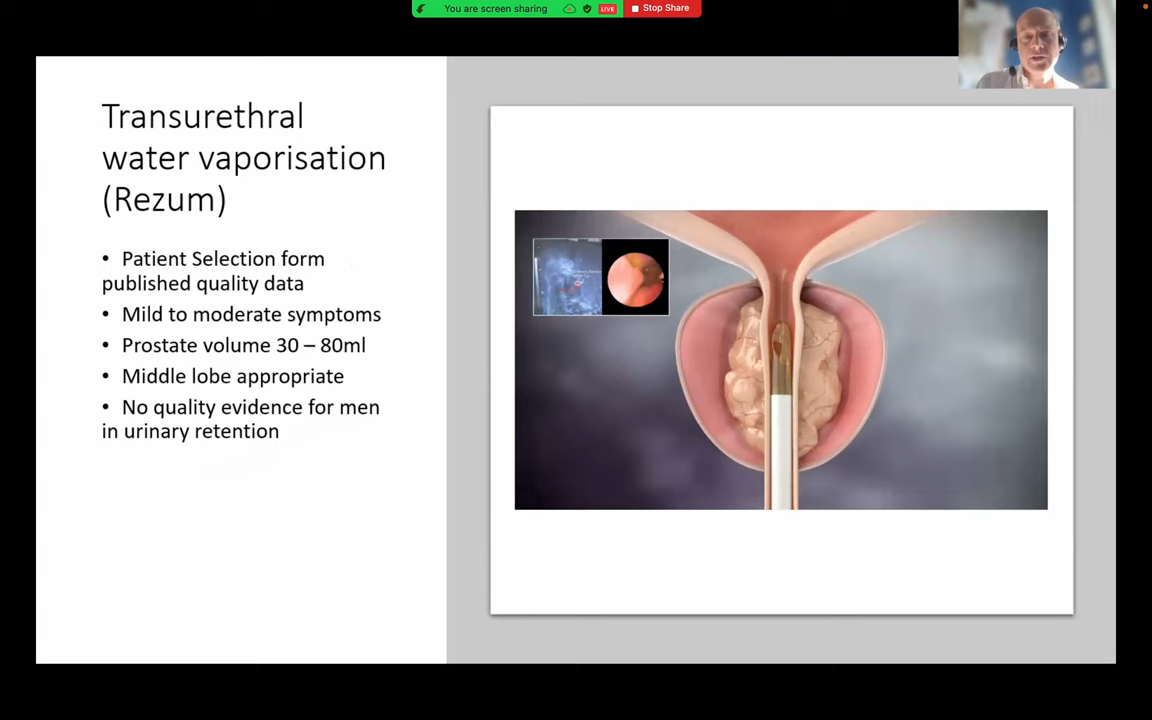 You are screen sharing
LIVE
Stop Share
Transurethral
water vaporisation
(Rezum)
• Patient Selection form
published quality data
• Mild to moderate symptoms
• Prostate volume 30 – 80ml
• Middle lobe appropriate
• No quality evidence for men
in urinary retention